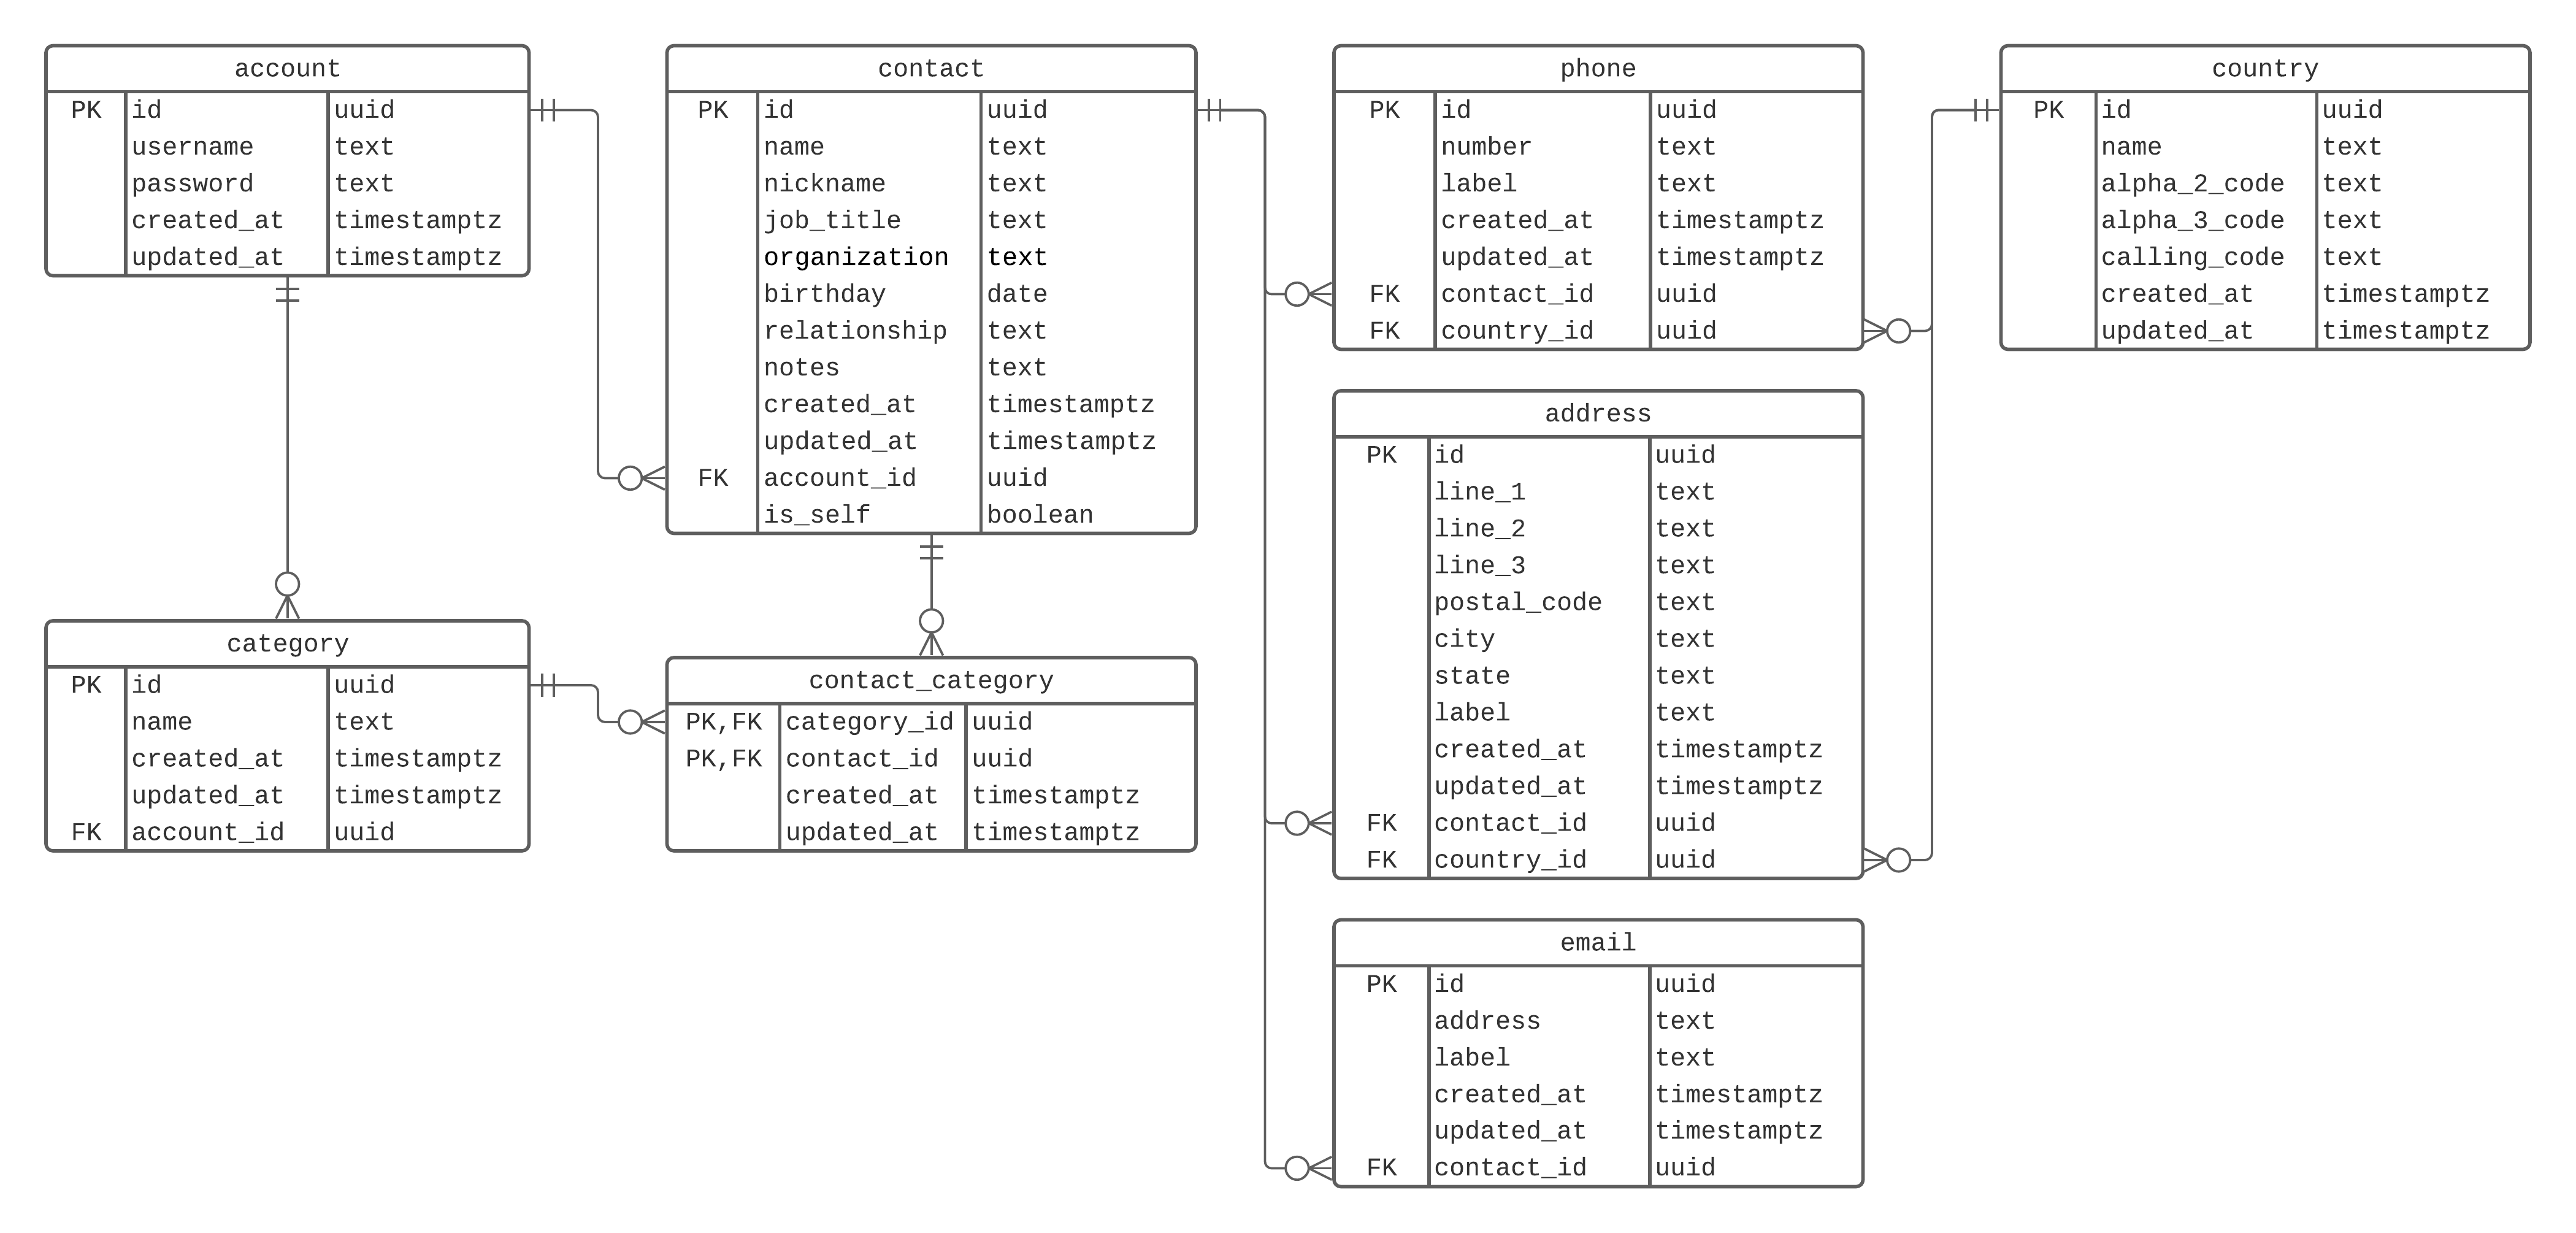 account
PK id uuid
username text
password text
created_at timestamptz
updated_at timestamptz
contact
PK id uuid
name text
nickname text
job_title text
organization text
birthday date
relationship text
notes text
created_at timestamptz
updated_at timestamptz
FK account_id uuid
is_self boolean
phone
PK id uuid
number text
label text
created_at timestamptz
updated_at timestamptz
FK contact_id uuid
FK country_id uuid
country
PK id uuid
name text
alpha_2_code text
alpha_3_code text
calling_code text
created_at timestamptz
updated_at timestamptz
address
PK id uuid
line_1 text
line_2 text
line_3 text
postal_code text
city text
state text
label text
created_at timestamptz
updated_at timestamptz
FK contact_id uuid
FK country_id uuid
category
PK id uuid
name text
created_at timestamptz
updated_at timestamptz
FK account_id uuid
contact_category
PK,FK category_id uuid
PK,FK contact_id uuid
created_at timestamptz
updated_at timestamptz
email
PK id uuid
address text
label text
created_at timestamptz
updated_at timestamptz
FK contact_id uuid